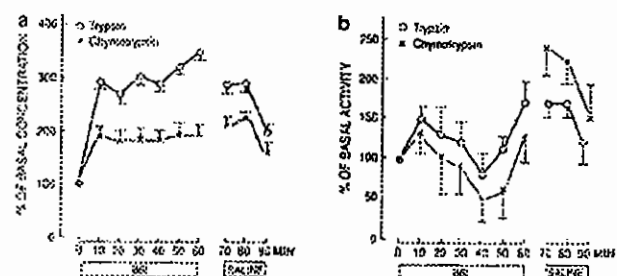 a
% OF BASAL CONCENTRATION
400
300
200
100
0
Trypsin
Chymotrypsin
0 10 20 30 40 50 60 70 80 90 MIN
SALINE
b
% OF BASAL ACTIVITY
250
200
150
100
50
0
Trypsin
Chymotrypsin
0 10 20 30 40 50 60 70 80 90 MIN
SALINE